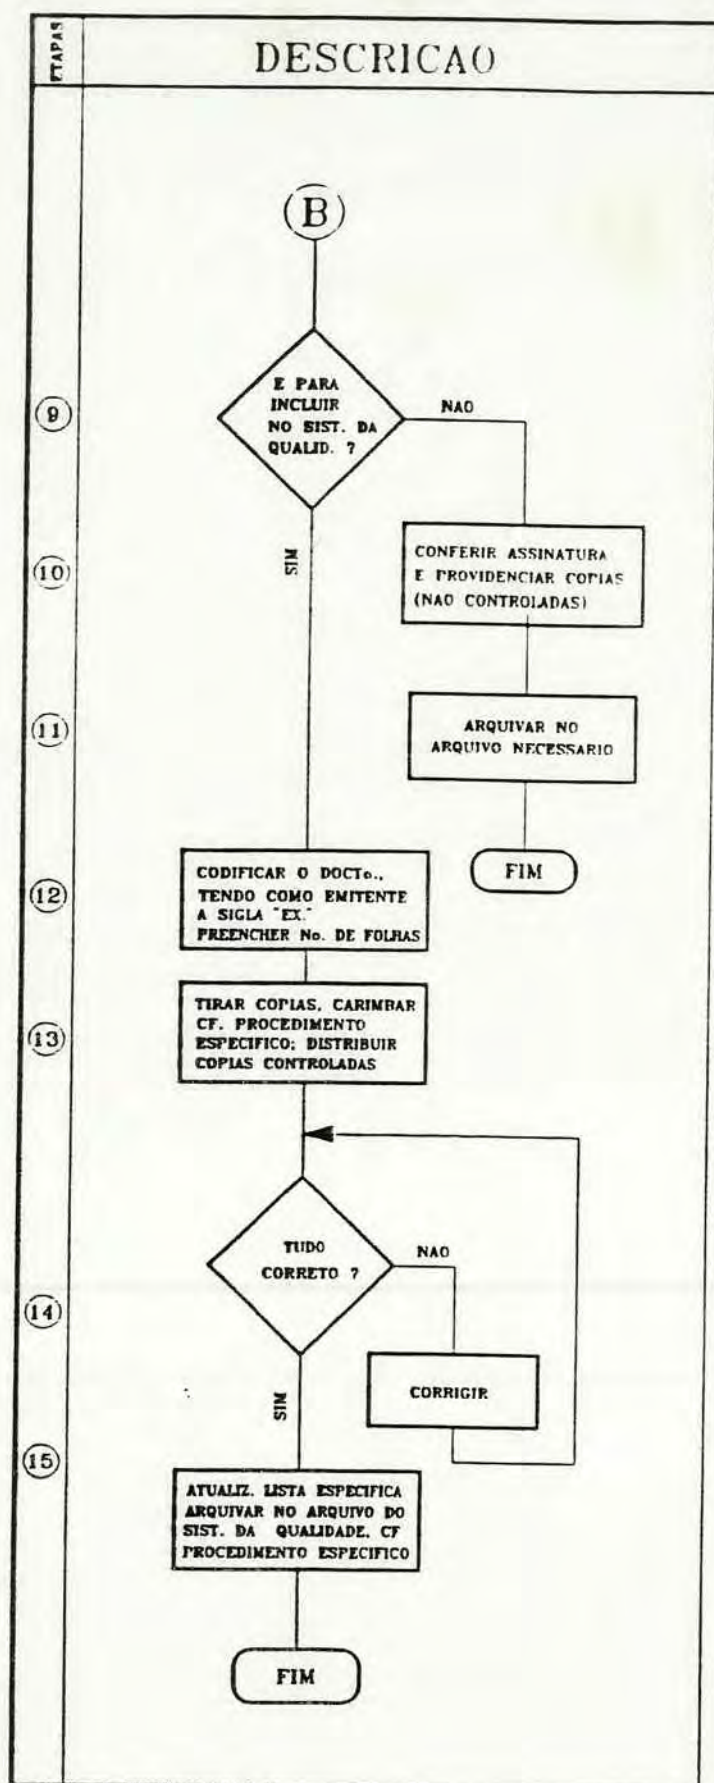 ETAPAS
DESCRICAO
B
9
E PARA
INCLUIR
NO SIST. DA
QUALID. ?
NAO
SIM
10
CONFERIR ASSINATURA
E PROVIDENCIAR COPIAS
(NAO CONTROLADAS)
11
ARQUIVAR NO
ARQUIVO NECESSARIO
FIM
12
CODIFICAR O DOCTo.,
TENDO COMO EMITENTE
A SIGLA "EX."
PREENCHER No. DE FOLHAS
13
TIRAR COPIAS, CARIMBAR
CF. PROCEDIMENTO
ESPECIFICO; DISTRIBUIR
COPIAS CONTROLADAS
TUDO
CORRETO ?
NAO
14
CORRIGIR
SIM
15
ATUALIZ. LISTA ESPECIFICA
ARQUIVAR NO ARQUIVO DO
SIST. DA QUALIDADE. CF
PROCEDIMENTO ESPECIFICO
FIM